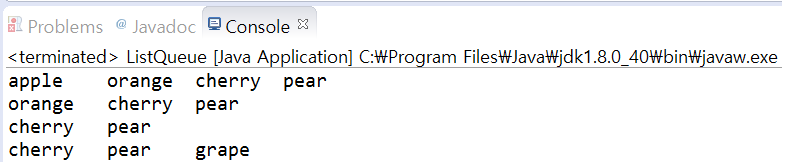 Problems @ Javadoc Console
<terminated> ListQueue [Java Application] C:₩Program Files₩Java₩jdk1.8.0_40₩bin₩javaw.exe
apple orange cherry pear
orange cherry pear
cherry pear
cherry pear grape